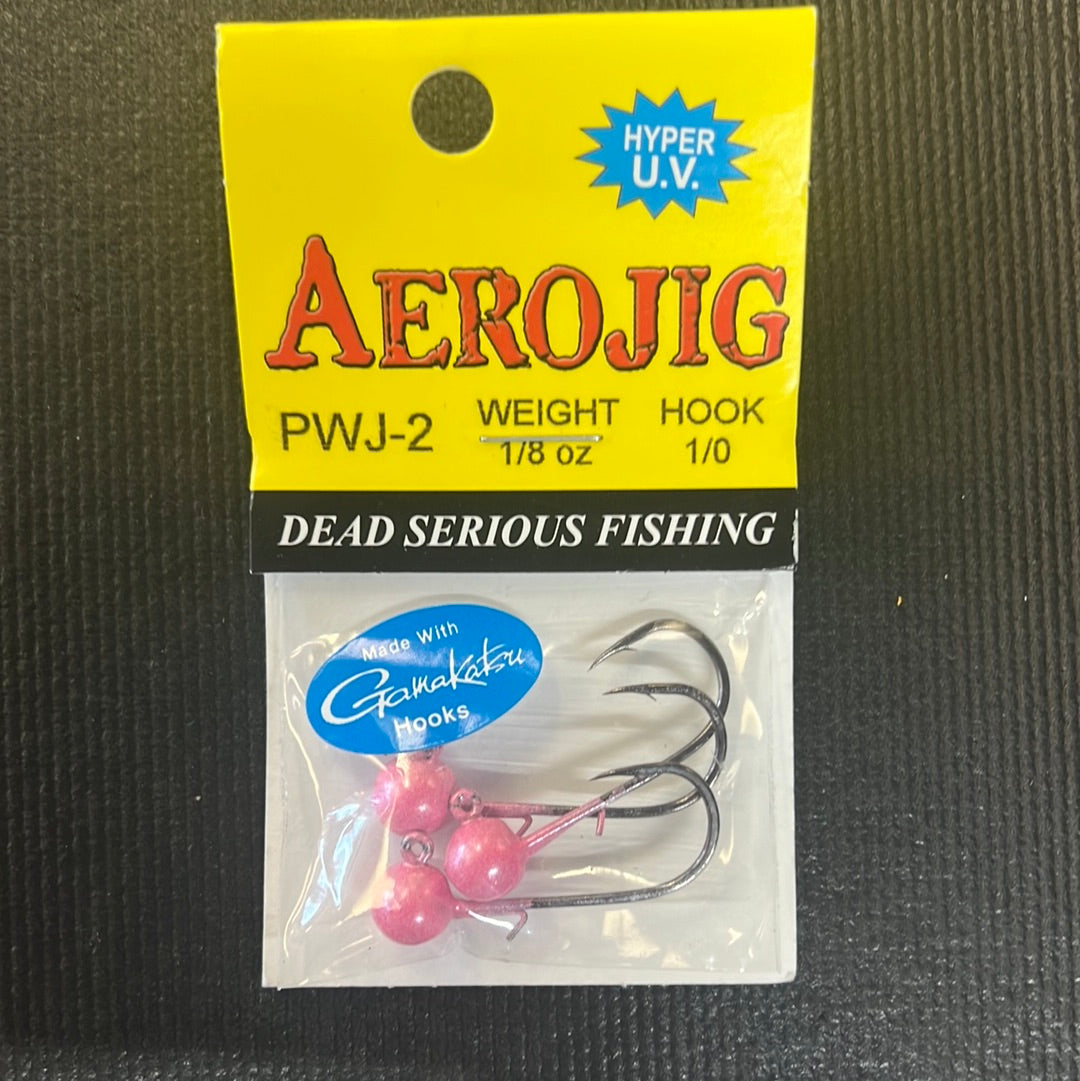 HYPER
U.V.
AEROJIG
PWJ-2 WEIGHT HOOK
1/8 oz 1/0
DEAD SERIOUS FISHING
Made With
Gamakatsu
Hooks